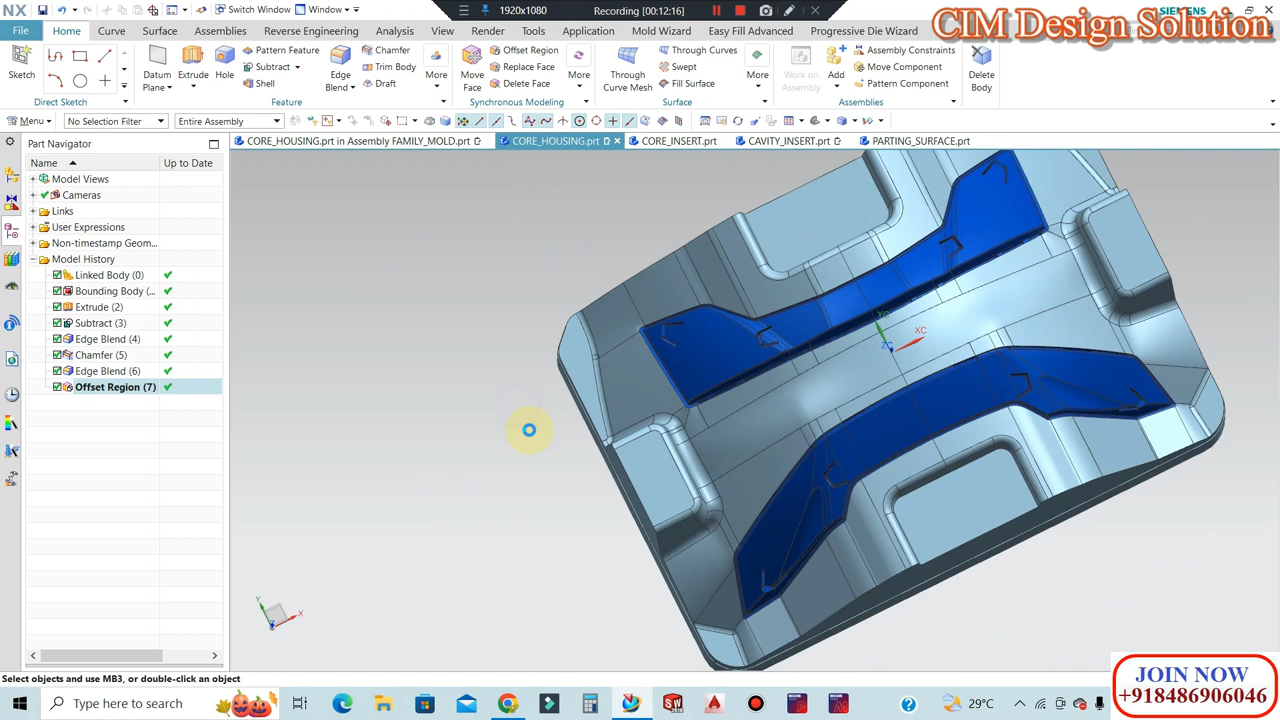 NX
Switch Window
Window
1920x1080
Recording [00:12:16]
SIEMENS
CIM Design Solution
File
Home
Curve
Surface
Assemblies
Reverse Engineering
Analysis
View
Render
Tools
Application
Mold Wizard
Easy Fill Advanced
Progressive Die Wizard
Sketch
Direct Sketch
Datum Plane
Extrude
Hole
Pattern Feature
Subtract
Shell
Edge Blend
Chamfer
Trim Body
Draft
More
Feature
Move Face
Offset Region
Replace Face
Delete Face
More
Synchronous Modeling
Through Curve Mesh
Through Curves
Swept
Fill Surface
More
Surface
Work on Assembly
Add
Assembly Constraints
Move Component
Pattern Component
Assemblies
Delete Body
Menu
No Selection Filter
Entire Assembly
Part Navigator
CORE_HOUSING.prt in Assembly FAMILY_MOLD.prt
CORE_HOUSING.prt
CORE_INSERT.prt
CAVITY_INSERT.prt
PARTING_SURFACE.prt
Name
Up to Date
Model Views
Cameras
Links
User Expressions
Non-timestamp Geom...
Model History
Linked Body (0)
Bounding Body (...
Extrude (2)
Subtract (3)
Edge Blend (4)
Chamfer (5)
Edge Blend (6)
Offset Region (7)
YC
XC
ZC
Y
X
Z
Select objects and use MB3, or double-click an object
JOIN NOW
+918486906046
Type here to search
29°C